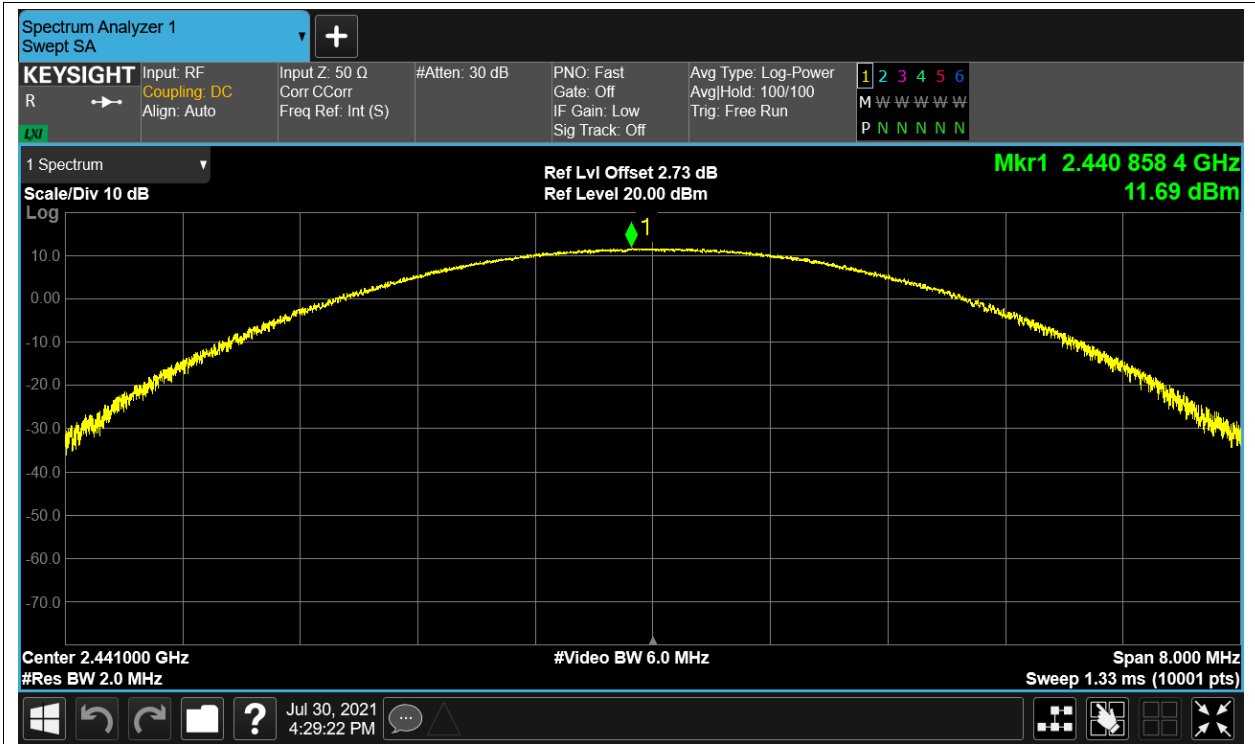 Spectrum Analyzer 1
Swept SA
KEYSIGHT
R
LXI
Input: RF
Coupling: DC
Align: Auto
Input Z: 50 Ω
Corr CCorr
Freq Ref: Int (S)
#Atten: 30 dB
PNO: Fast
Gate: Off
IF Gain: Low
Sig Track: Off
Avg Type: Log-Power
Avg|Hold: 100/100
Trig: Free Run
1 2 3 4 5 6
M W W W W W
P N N N N N
1 Spectrum
Scale/Div 10 dB
Log
Ref Lvl Offset 2.73 dB
Ref Level 20.00 dBm
Mkr1 2.440 858 4 GHz
11.69 dBm
1
10.0
0.00
-10.0
-20.0
-30.0
-40.0
-50.0
-60.0
-70.0
Center 2.441000 GHz
#Res BW 2.0 MHz
#Video BW 6.0 MHz
Span 8.000 MHz
Sweep 1.33 ms (10001 pts)
?
Jul 30, 2021
4:29:22 PM